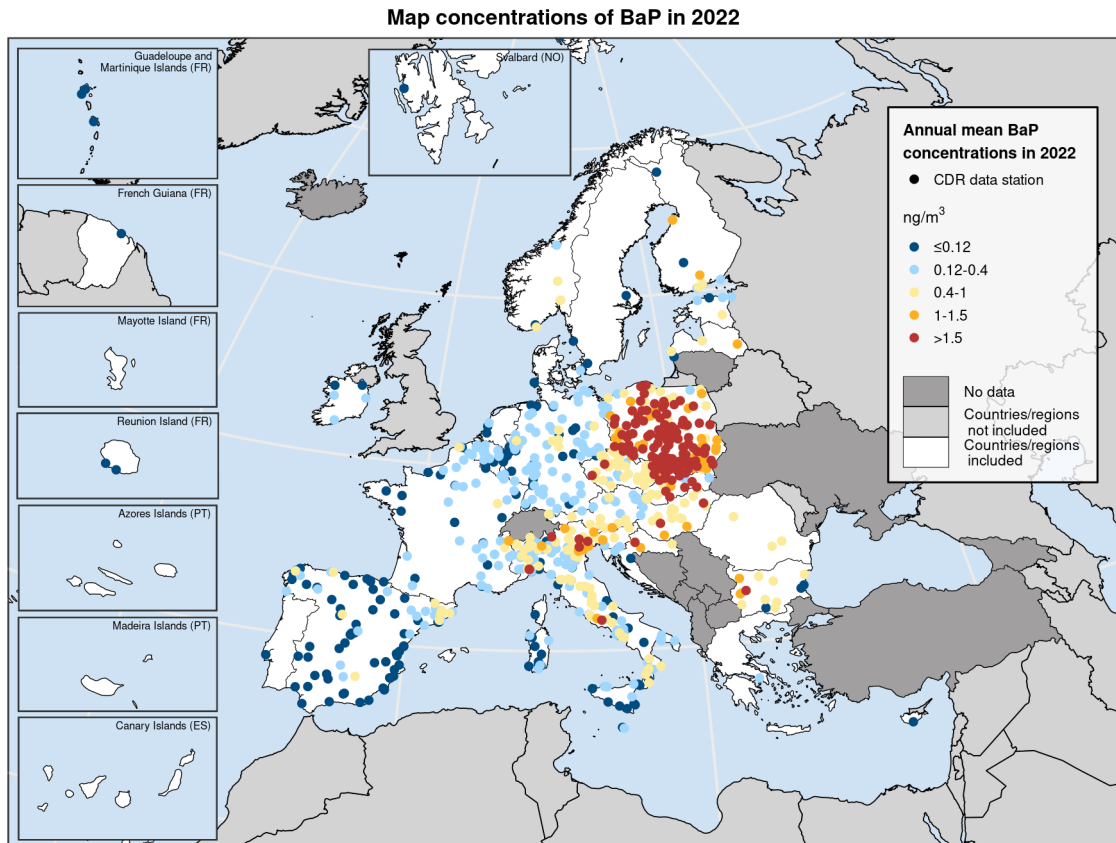 Map concentrations of BaP in 2022
Guadeloupe and
Martinique Islands (FR)
French Guiana (FR)
Mayotte Island (FR)
Reunion Island (FR)
Azores Islands (PT)
Madeira Islands (PT)
Canary Islands (ES)
Svalbard (NO)
Annual mean BaP
concentrations in 2022
CDR data station
ng/m³
≤0.12
0.12-0.4
0.4-1
1-1.5
>1.5
No data
Countries/regions
not included
Countries/regions
included